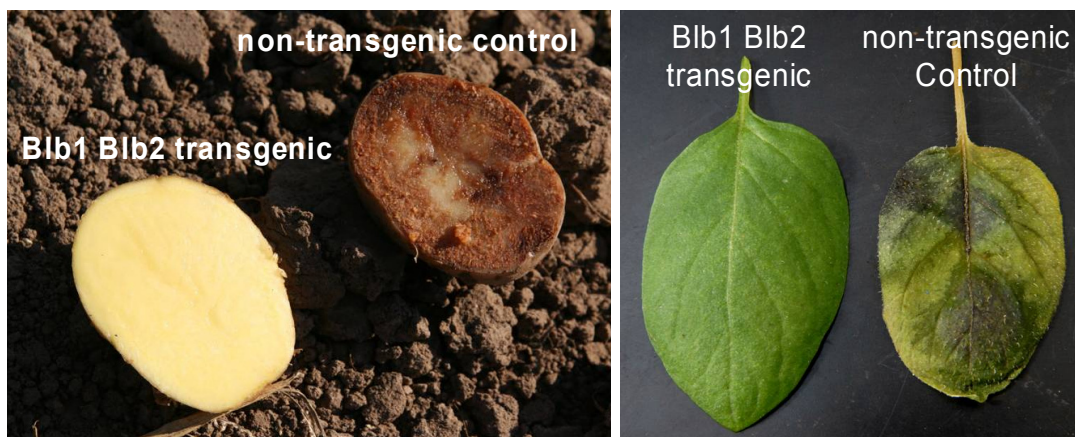 non-transgenic control
Blb1 Blb2 transgenic
Blb1 Blb2
transgenic
non-transgenic
Control